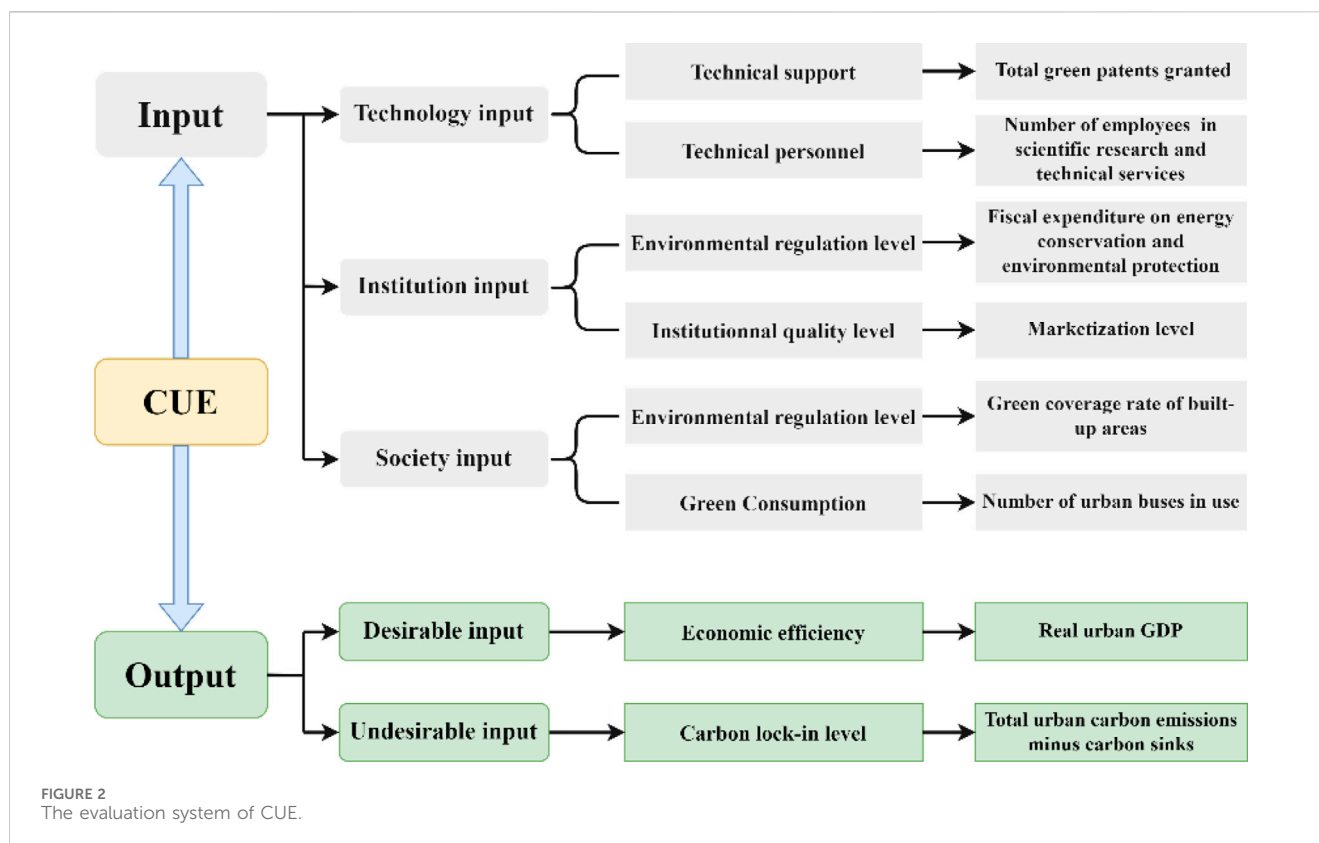 Input
Technology input
Technical support
Total green patents granted
Technical personnel
Number of employees in
scientific research and
technical services
Institution input
Environmental regulation level
Fiscal expenditure on energy
conservation and
environmental protection
Institutionnal quality level
Marketization level
CUE
Society input
Environmental regulation level
Green coverage rate of built-
up areas
Green Consumption
Number of urban buses in use
Output
Desirable input
Economic efficiency
Real urban GDP
Undesirable input
Carbon lock-in level
Total urban carbon emissions
minus carbon sinks
FIGURE 2
The evaluation system of CUE.